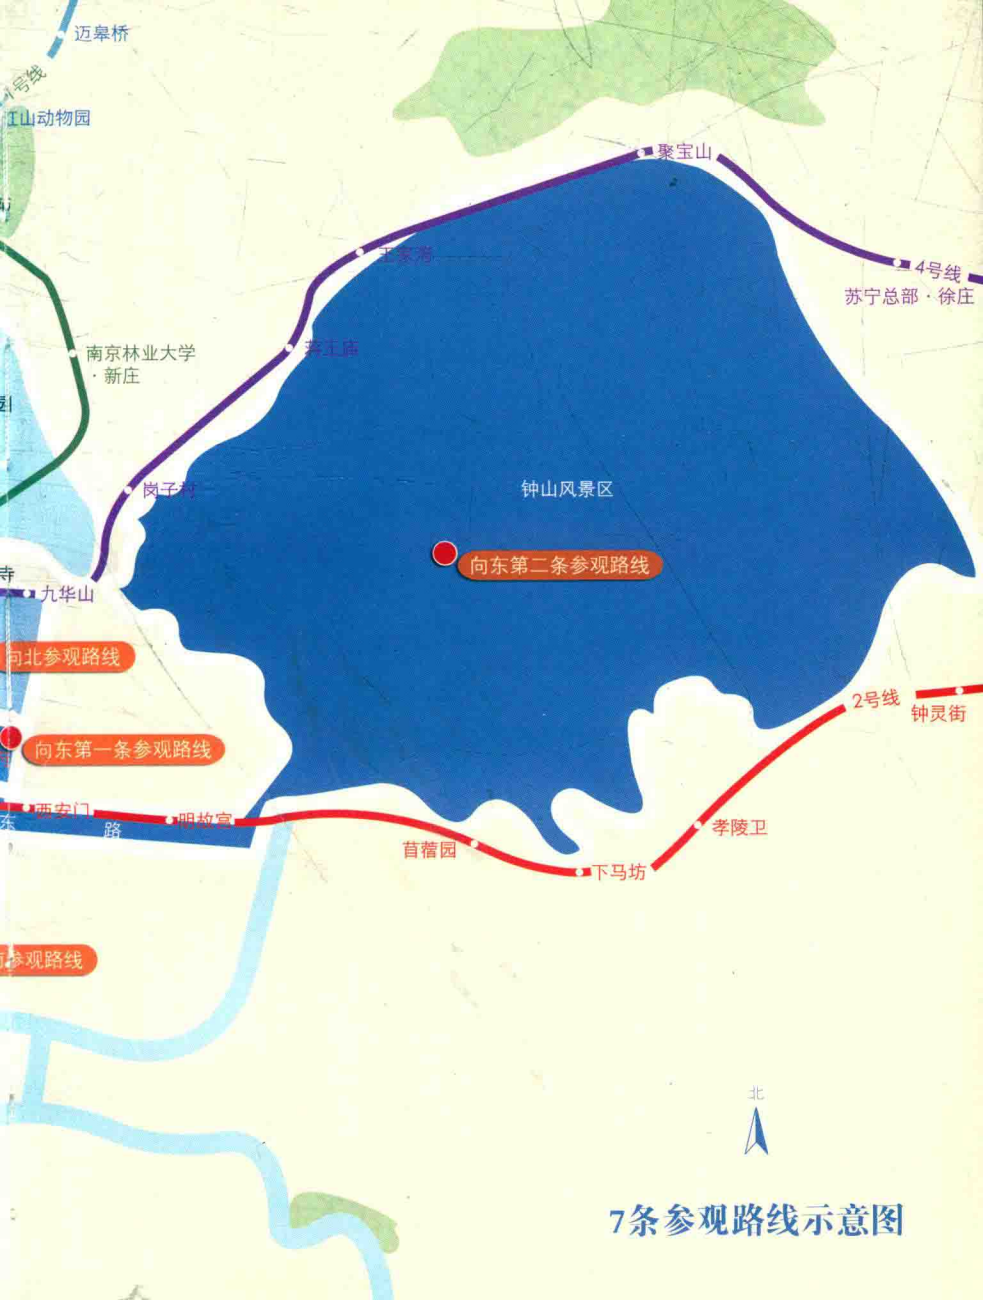 迈皋桥
1号线
红山动物园
聚宝山
王家湾
4号线
苏宁总部·徐庄
南京林业大学
·新庄
蒋王庙
岗子村
钟山风景区
向东第二条参观路线
寺
九华山
向北参观路线
2号线
钟灵街
向东第一条参观路线
西安门
明故宫
东
路
孝陵卫
苜蓿园
下马坊
参观路线
北
7条参观路线示意图